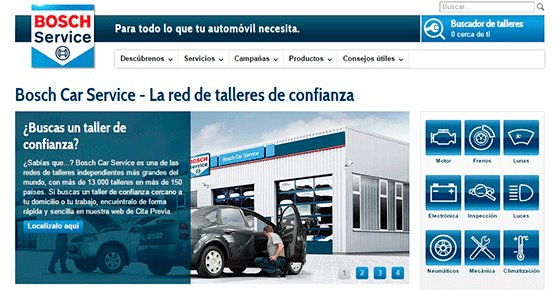 BOSCH
Service
Para todo lo que tu automóvil necesita.
Buscar...
Buscador de talleres
0 cerca de ti
Descúbrenos
Servicios
Campañas
Productos
Consejos útiles
Bosch Car Service - La red de talleres de confianza
¿Buscas un taller de
confianza?
¿Sabías que...? Bosch Car Service es una de las
redes de talleres independientes más grandes del
mundo, con más de 13.000 talleres en más de 150
países. Si buscas un taller de confianza cercano a
tu domicilio o tu trabajo, encuéntralo de forma
rápida y sencilla en nuestra web de Cita Previa.
Localízalo aquí
BOSCH
Service
Bosch Car Service
1 2 3 4
Motor
Frenos
Lunas
Electrónica
Inspección
Luces
Neumáticos
Mecánica
Climatización